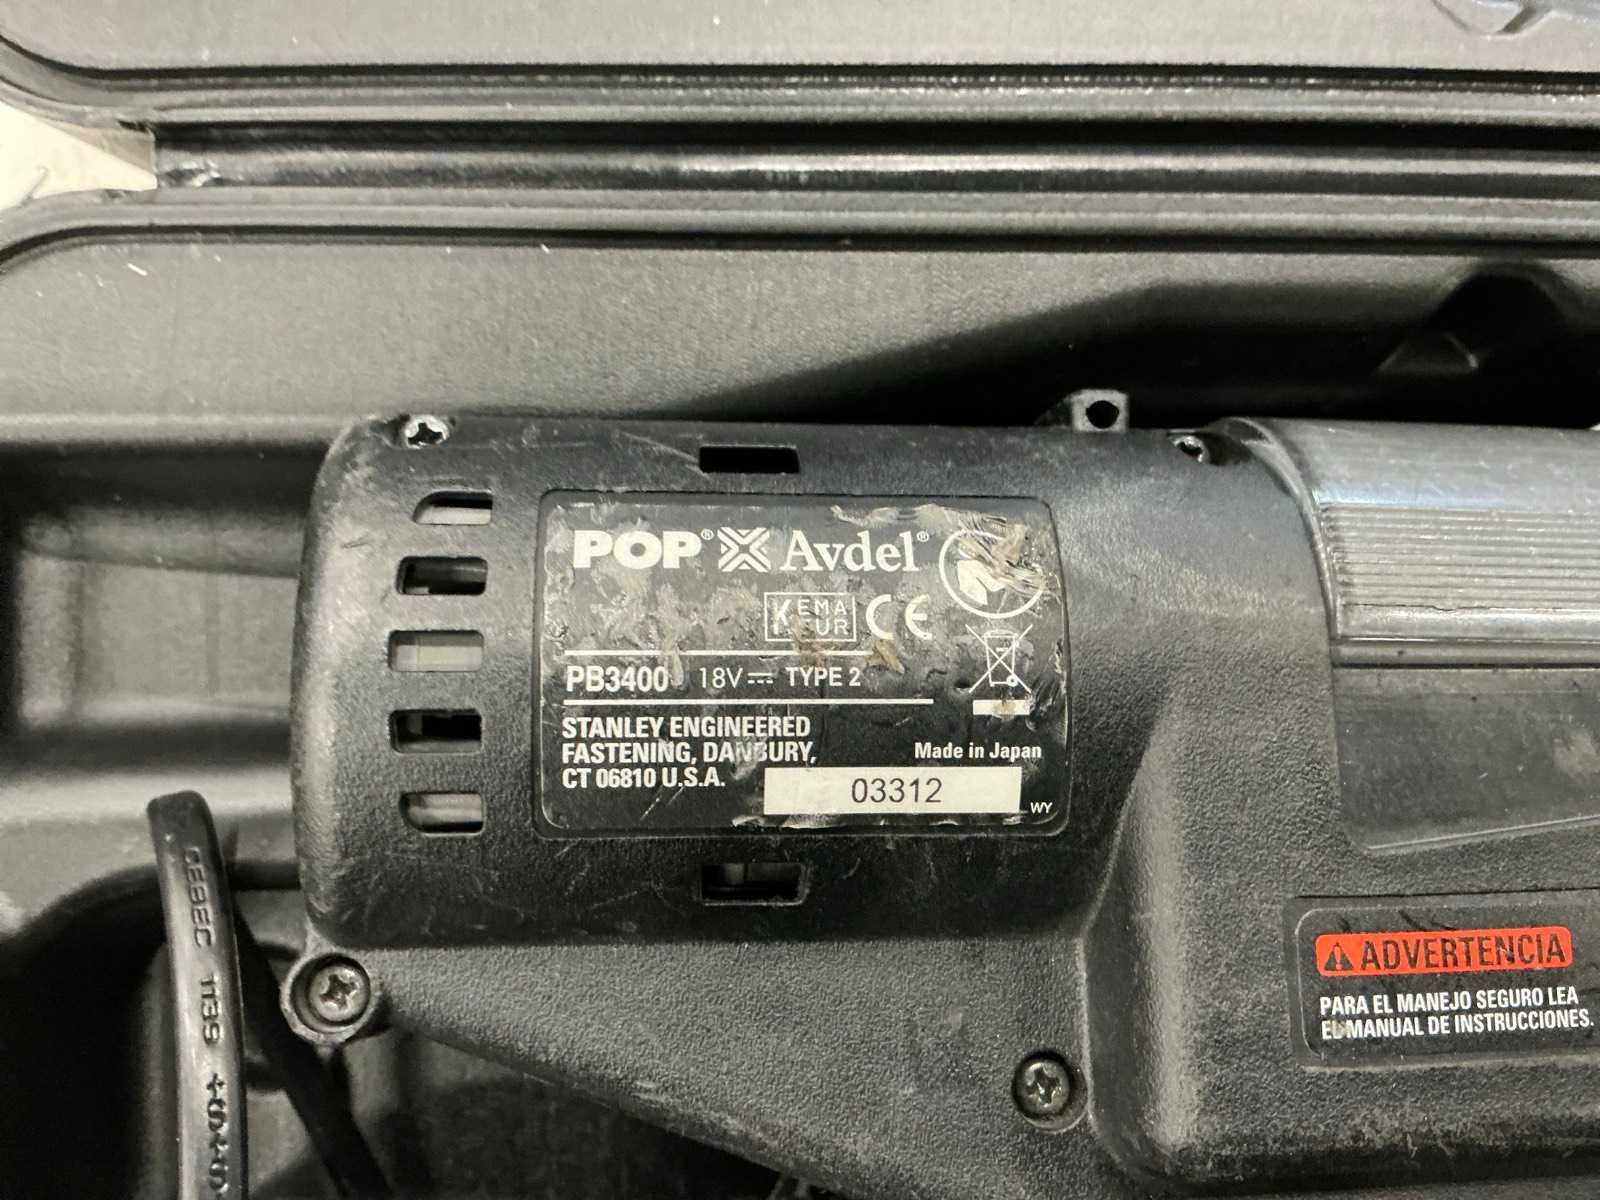 POP® Avdel®
KEMA
KEUR CE
PB3400 18V TYPE 2
STANLEY ENGINEERED
FASTENING, DANBURY,
CT 06810 U.S.A.
Made in Japan
03312
WY
ADVERTENCIA
PARA EL MANEJO SEGURO LEA
EL MANUAL DE INSTRUCCIONES.
1139